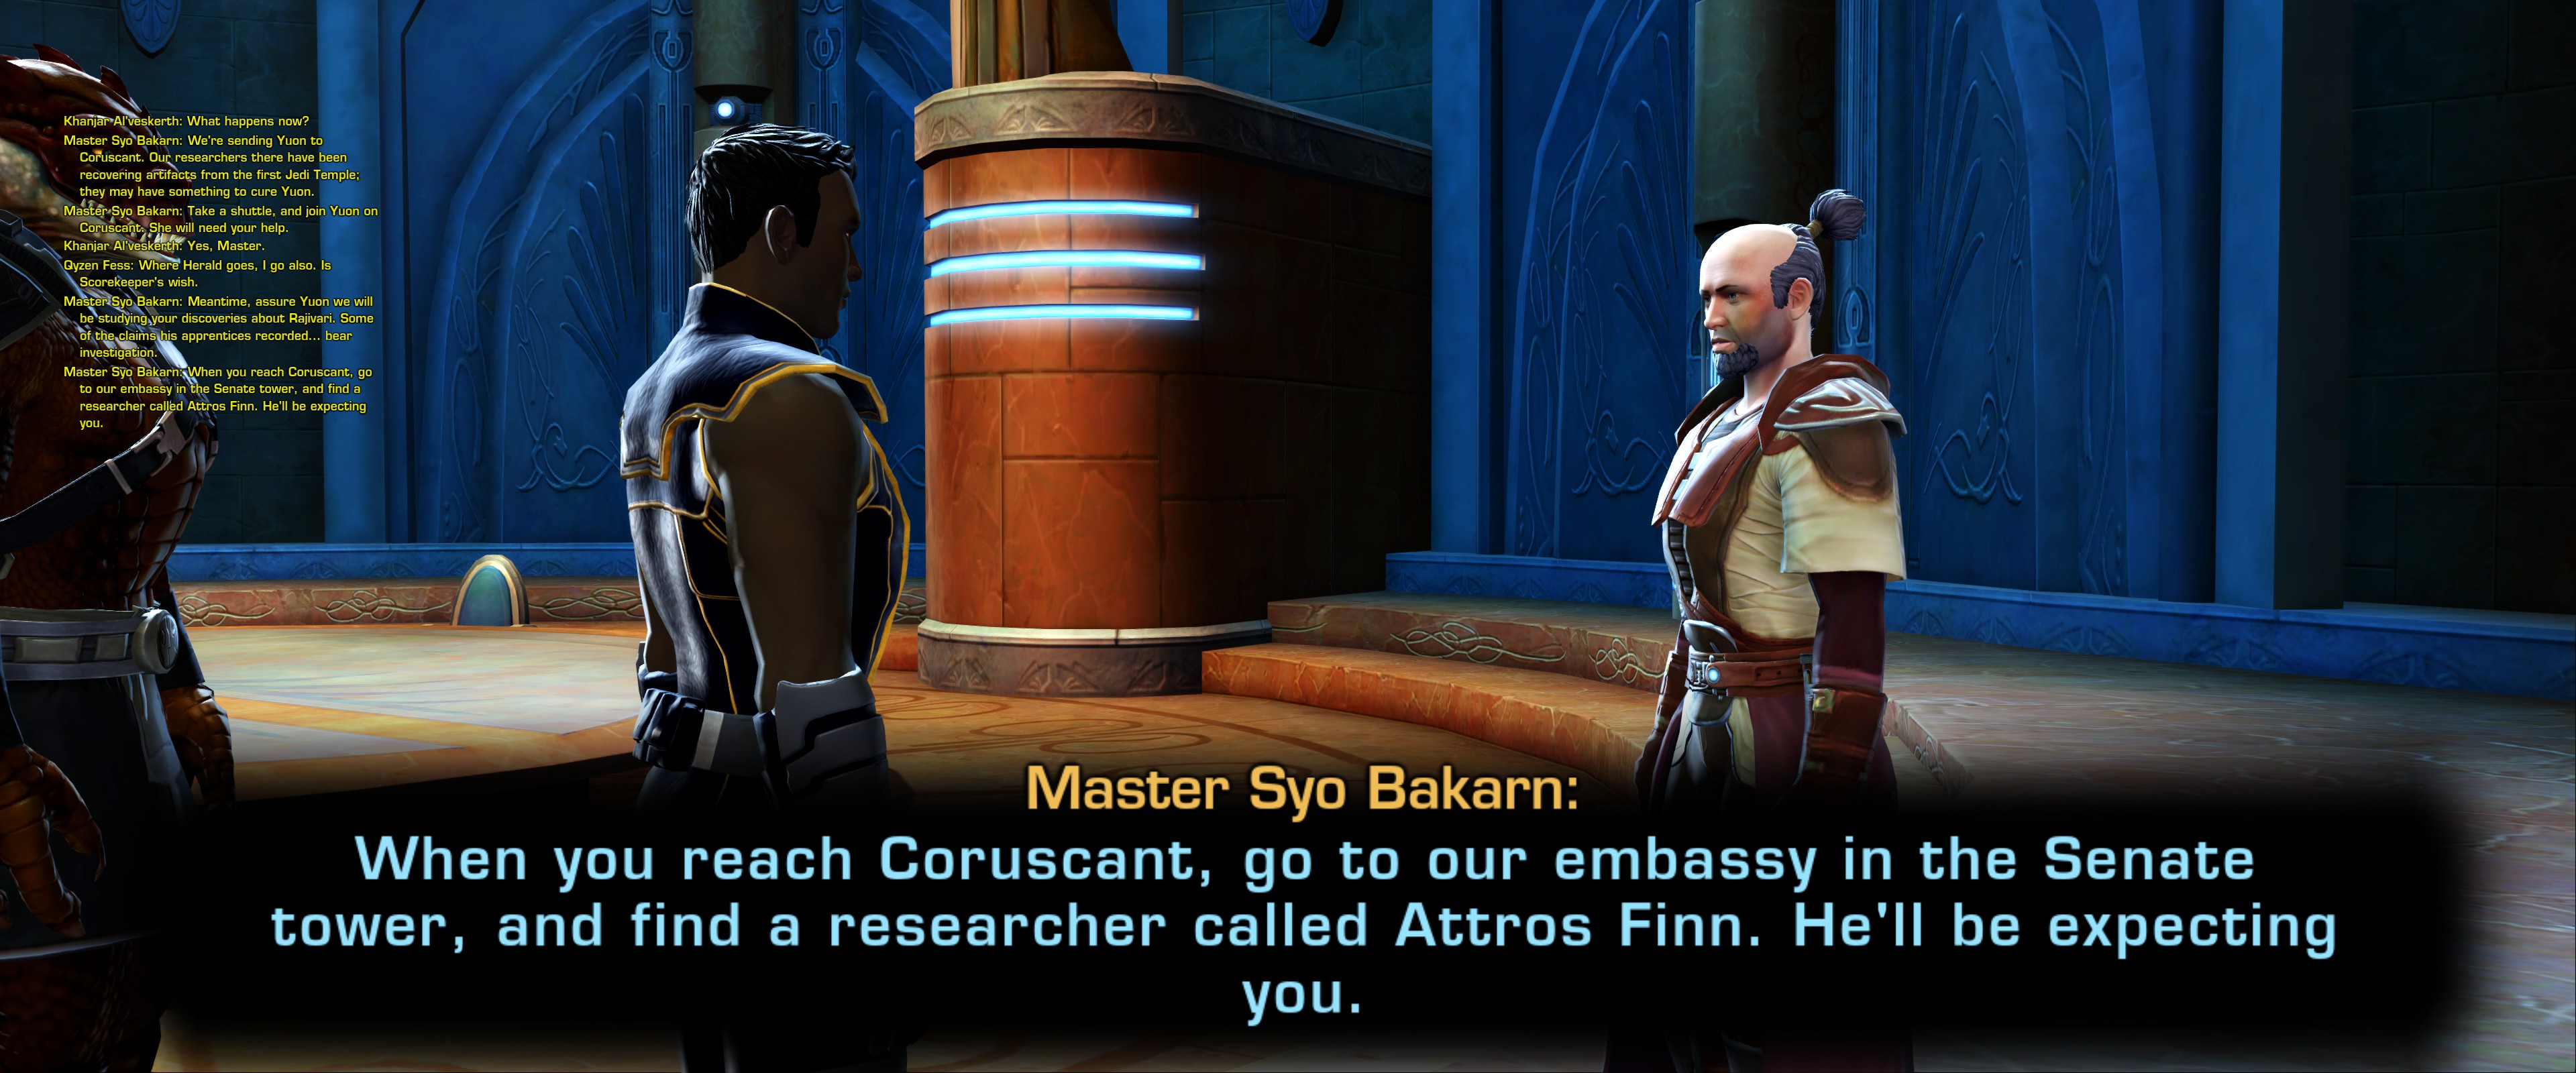 Khanjar Al'veskerth: What happens now?
Master Syo Bakarn: We're sending Yuon to
Coruscant. Our researchers there have been
recovering artifacts from the first Jedi Temple;
they may have something to cure Yuon.
Master Syo Bakarn: Take a shuttle, and join Yuon on
Coruscant. She will need your help.
Khanjar Al'veskerth: Yes, Master.
Qyzen Fess: Where Herald goes, I go also. Is
Scorekeeper's wish.
Master Syo Bakarn: Meantime, assure Yuon we will
be studying your discoveries about Rajivari. Some
of the claims his apprentices recorded... bear
investigation.
Master Syo Bakarn: When you reach Coruscant, go
to our embassy in the Senate tower, and find a
researcher called Attros Finn. He'll be expecting
you.
Master Syo Bakarn:
When you reach Coruscant, go to our embassy in the Senate
tower, and find a researcher called Attros Finn. He'll be expecting
you.